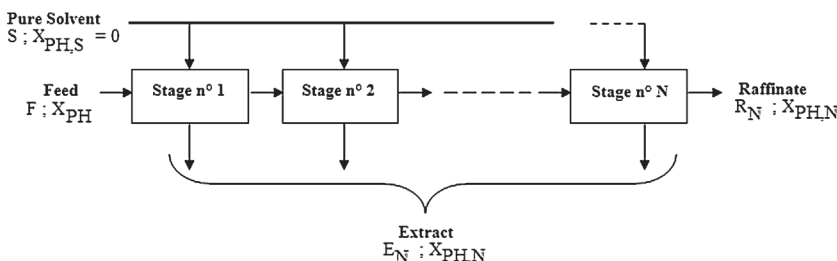 Pure Solvent
S ; X_PH,S = 0
Feed
F ; X_PH
Stage n° 1
Stage n° 2
Stage n° N
Raffinate
R_N ; X_PH,N
Extract
E_N ; X_PH,N